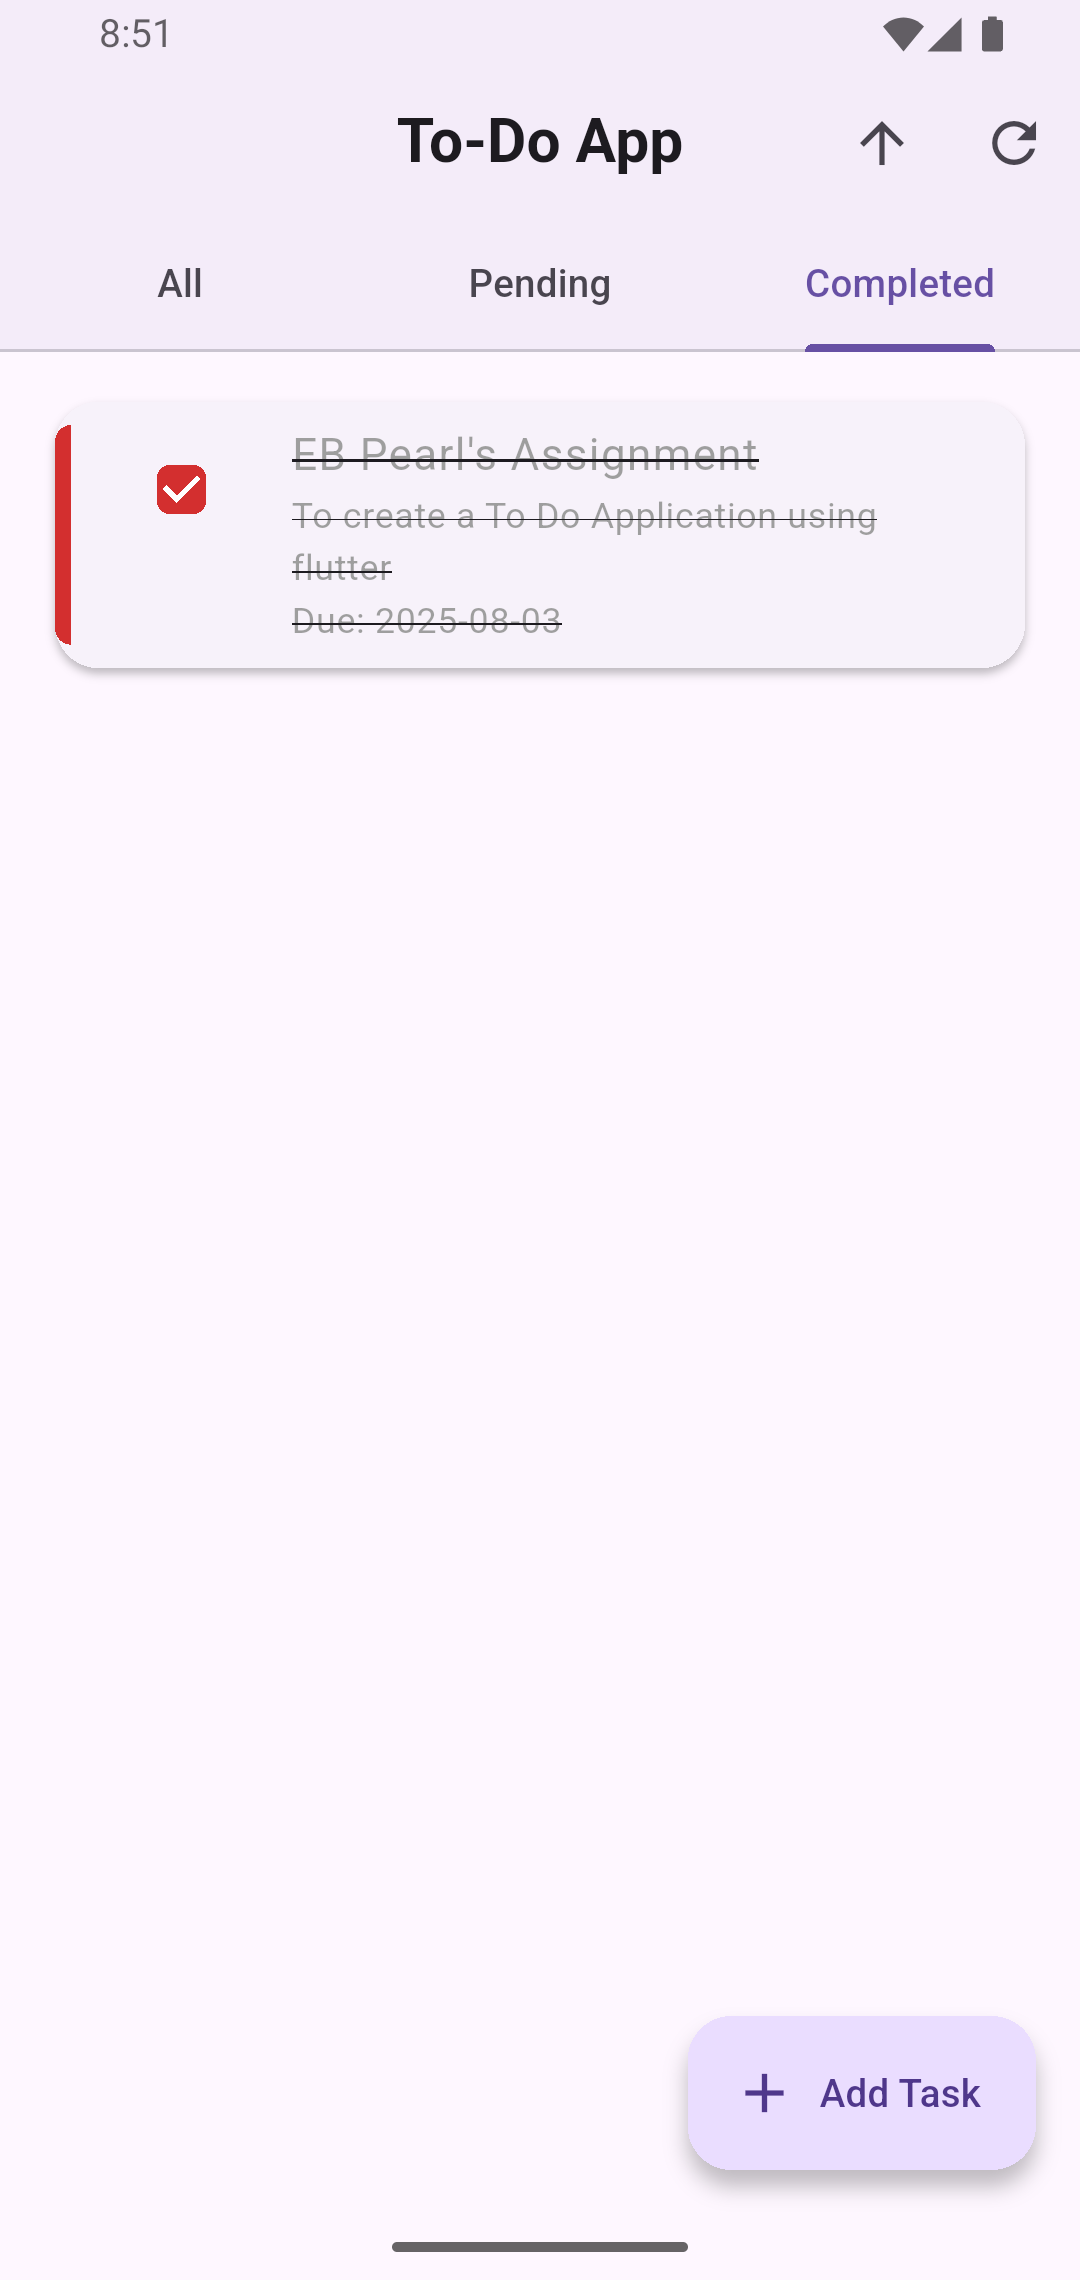 8:51
To-Do App
All
Pending
Completed
EB Pearl's Assignment
To create a To Do Application using
flutter
Due: 2025-08-03
Add Task